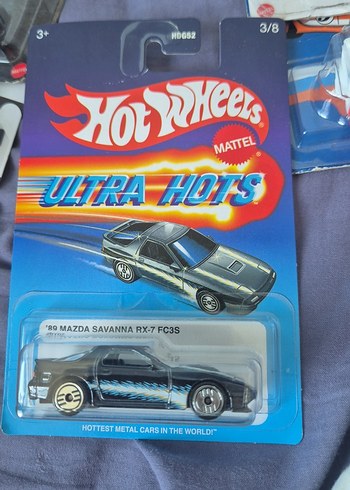 3+
HDG52
3/8
Hot Wheels
MATTEL
ULTRA HOTS
'89 MAZDA SAVANNA RX-7 FC3S
HOTTEST METAL CARS IN THE WORLD!™